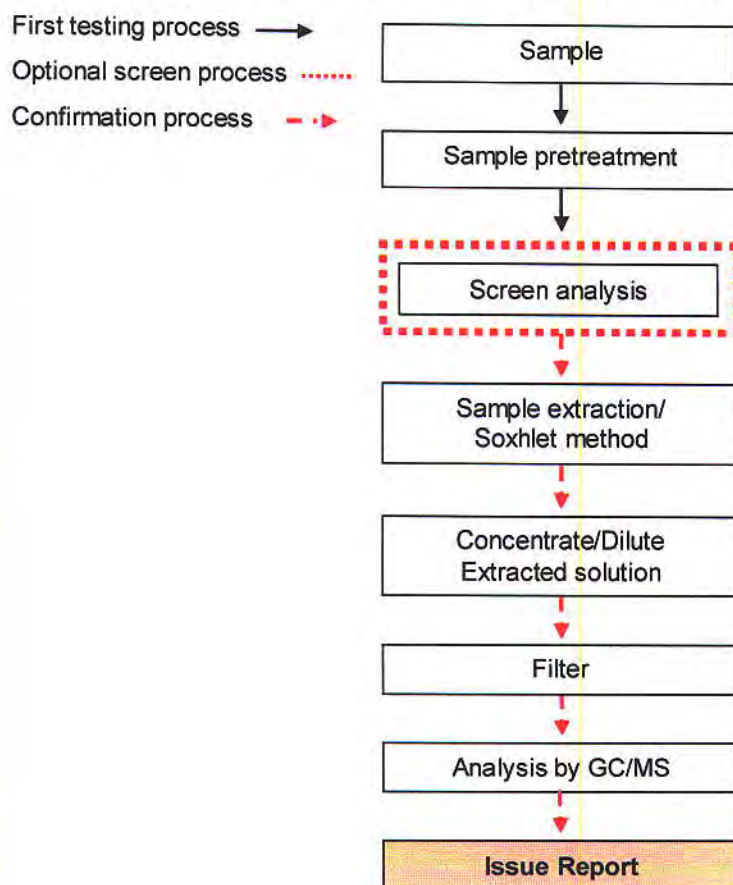 First testing process
Optional screen process
Confirmation process
Sample
Sample pretreatment
Screen analysis
Sample extraction/
Soxhlet method
Concentrate/Dilute
Extracted solution
Filter
Analysis by GC/MS
Issue Report